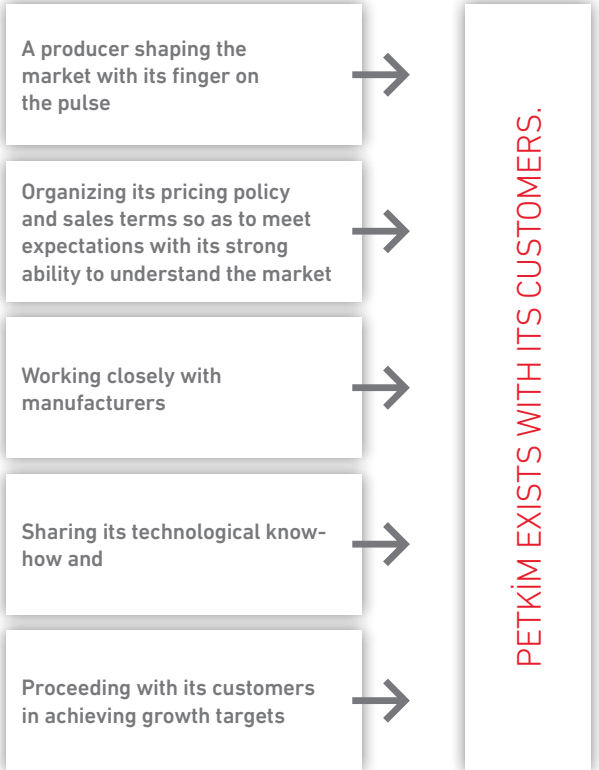 A producer shaping the
market with its finger on
the pulse
Organizing its pricing policy
and sales terms so as to meet
expectations with its strong
ability to understand the market
Working closely with
manufacturers
Sharing its technological know-
how and
Proceeding with its customers
in achieving growth targets
PETKİM EXISTS WITH ITS CUSTOMERS.